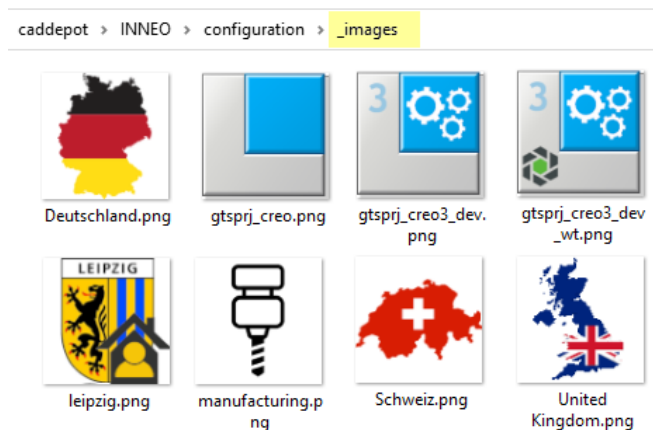 caddepot > INNEO > configuration > _images
3
3
Deutschland.png
gtsprj_creo.png
gtsprj_creo3_dev.
png
gtsprj_creo3_dev
_wt.png
LEIPZIG
leipzig.png
manufacturing.p
ng
Schweiz.png
United
Kingdom.png